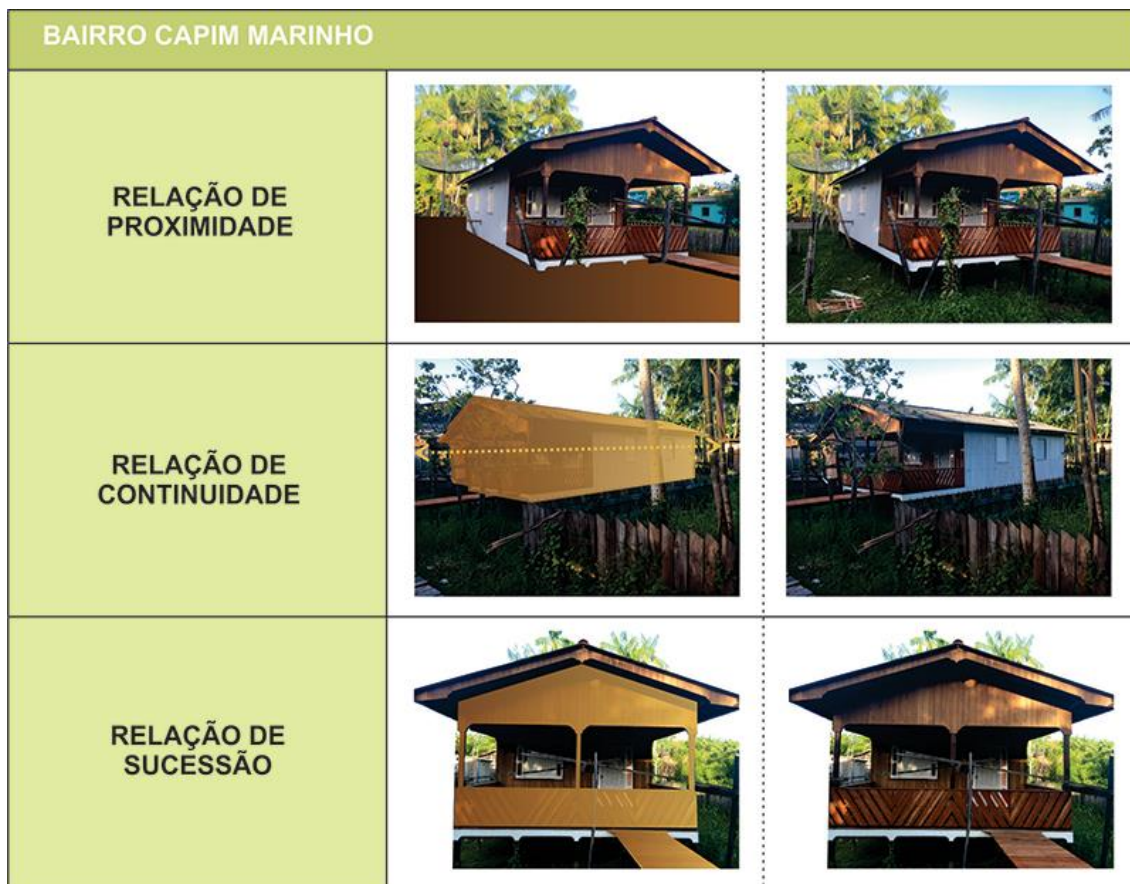 BAIRRO CAPIM MARINHO
RELAÇÃO DE
PROXIMIDADE
RELAÇÃO DE
CONTINUIDADE
RELAÇÃO DE
SUCESSÃO